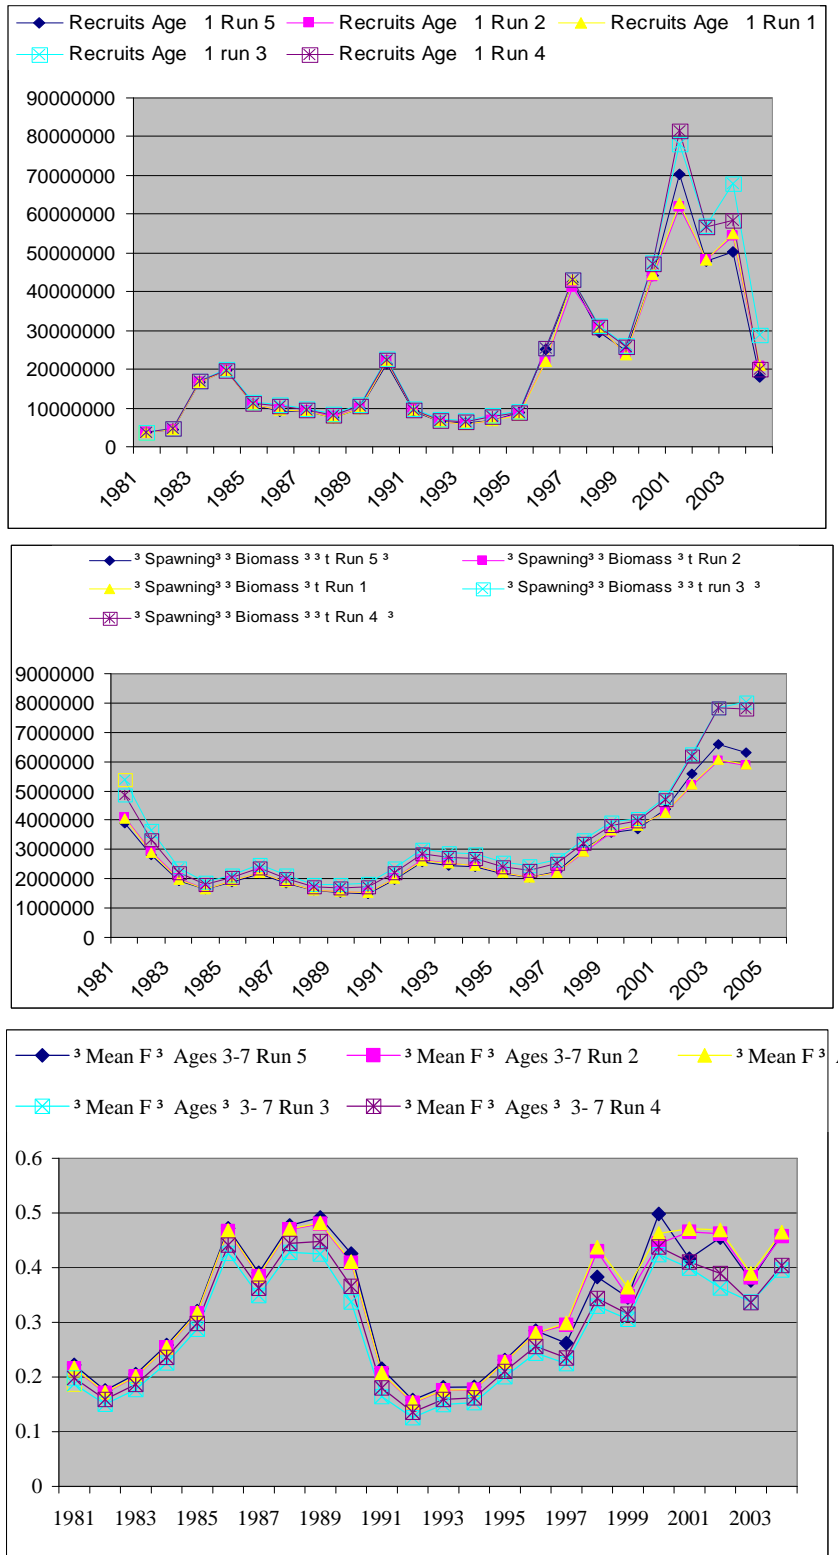 Recruits Age 1 Run 5 Recruits Age 1 Run 2 Recruits Age 1 Run 1
Recruits Age 1 run 3 Recruits Age 1 Run 4
90000000
80000000
70000000
60000000
50000000
40000000
30000000
20000000
10000000
0
1981 1983 1985 1987 1989 1991 1993 1995 1997 1999 2001 2003
³ Spawning³ ³ Biomass ³ ³ t Run 5 ³ ³ Spawning³ ³ Biomass ³ t Run 2
³ Spawning³ ³ Biomass ³ t Run 1 ³ Spawning³ ³ Biomass ³ ³ t run 3 ³
³ Spawning³ ³ Biomass ³ ³ t Run 4 ³
9000000
8000000
7000000
6000000
5000000
4000000
3000000
2000000
1000000
0
1981 1983 1985 1987 1989 1991 1993 1995 1997 1999 2001 2003 2005
³ Mean F ³ Ages 3-7 Run 5 ³ Mean F ³ Ages 3-7 Run 2 ³ Mean F ³
³ Mean F ³ Ages ³ 3- 7 Run 3 ³ Mean F ³ Ages ³ 3- 7 Run 4
0.6
0.5
0.4
0.3
0.2
0.1
0
1981 1983 1985 1987 1989 1991 1993 1995 1997 1999 2001 2003